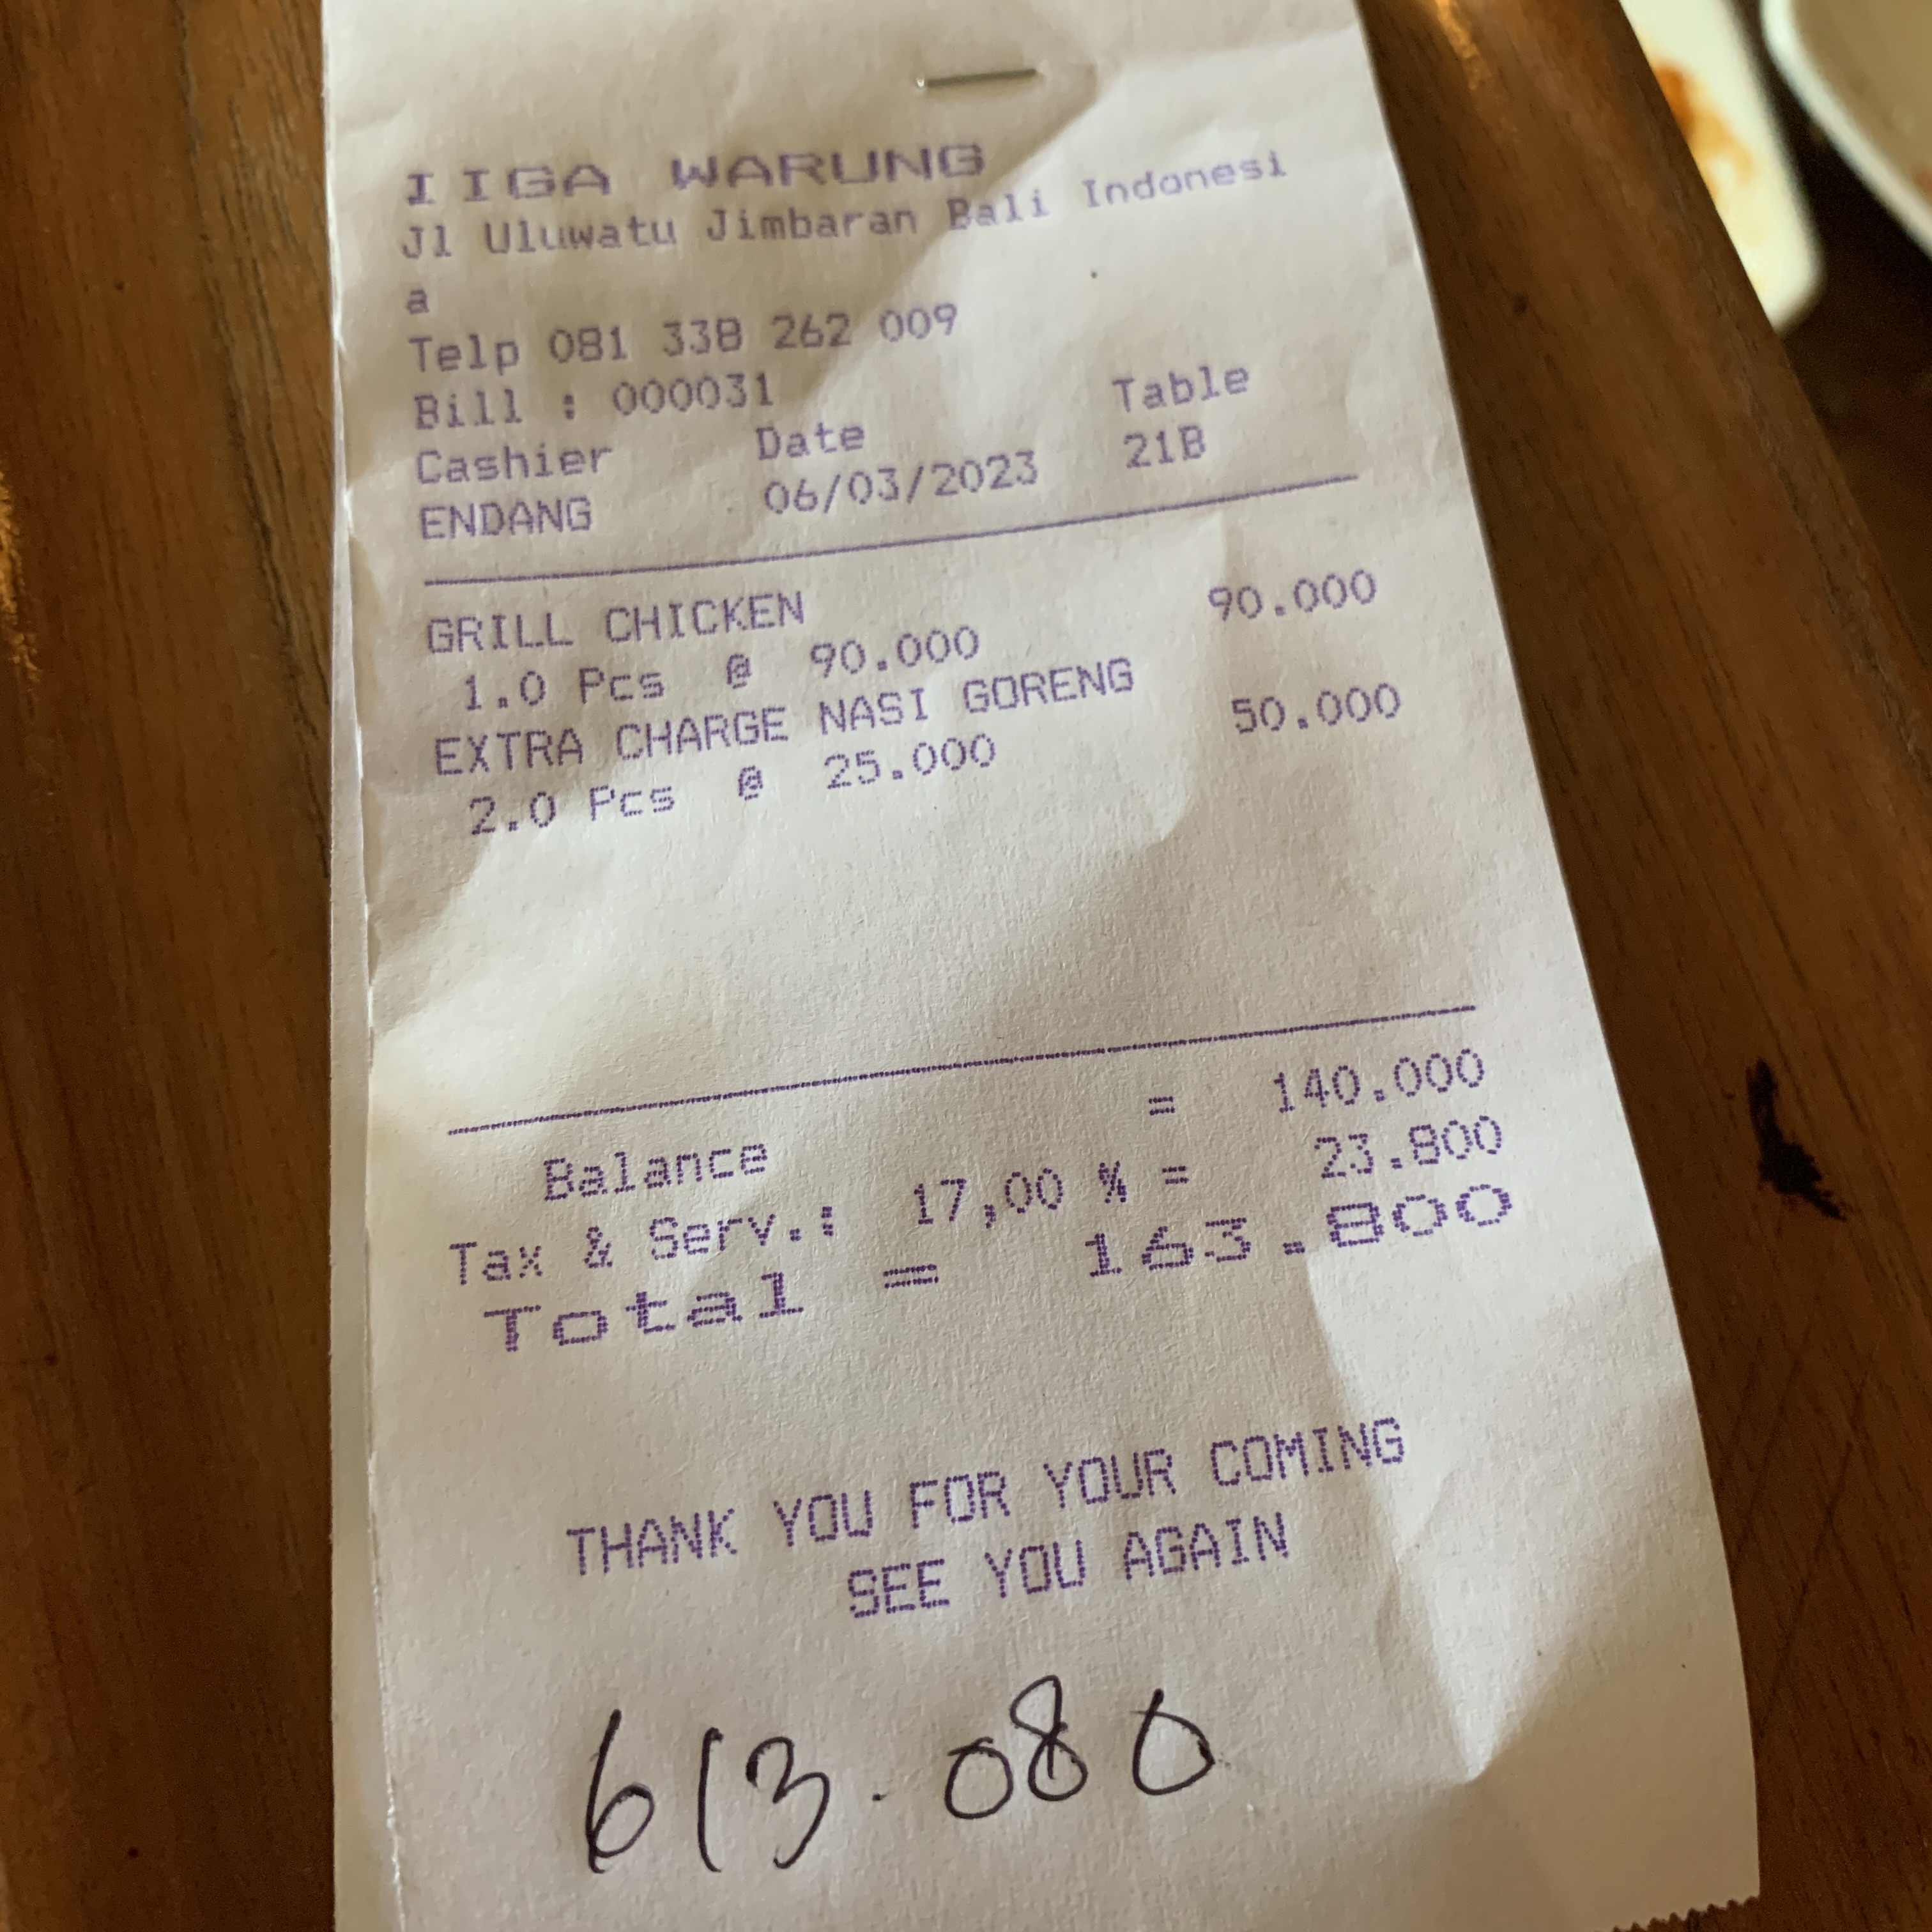 IIGA WARUNG
Jl Uluwatu Jimbaran Bali Indonesi
a
Telp 081 338 262 009
Bill : 000031
Cashier Date Table
ENDANG 06/03/2023 21B
GRILL CHICKEN
1.0 Pcs @ 90.000 90.000
EXTRA CHARGE NASI GORENG
2.0 Pcs @ 25.000 50.000
Balance = 140.000
Tax & Serv.: 17,00 % = 23.800
Total = 163.800
THANK YOU FOR YOUR COMING
SEE YOU AGAIN
613.080